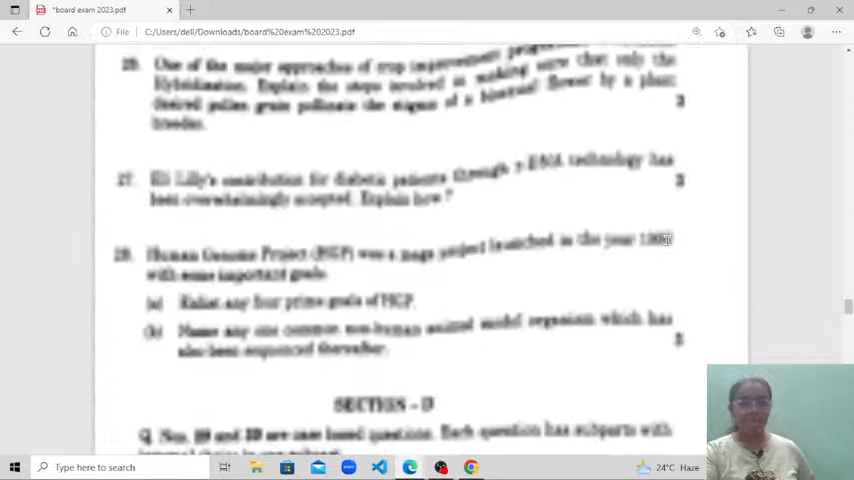 *board exam 2023.pdf
File
C:/Users/dell/Downloads/board%20exam%202023.pdf
26. One of the major approaches of crop improvement
Hybridization. Explain the steps involved in making sure that only the
desired pollen grain pollinate the stigma of a bisexual flower by a plant
breeder. 3
27. Eli Lilly's contribution for diabetic patients through r-DNA technology has
been overwhelmingly accepted. Explain how ? 3
28. Human Genome Project (HGP) was a mega project launched in the year
with some important goals.
(a) Enlist any four prime goals of HGP.
(b) Name any one common non-human animal model organism which has
also been sequenced thereafter. 3
SECTION - D
Q. Nos. 29 and 30 are case based questions. Each question has subparts with
Type here to search
24°C Haze